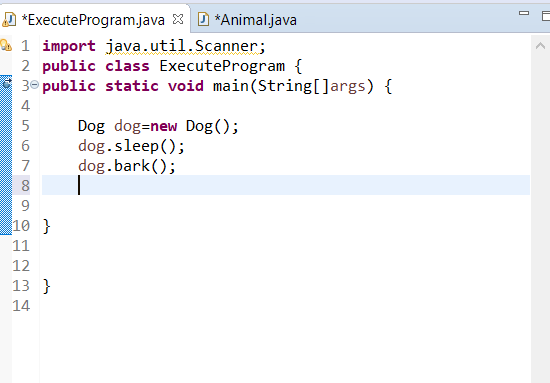 *ExecuteProgram.java *Animal.java
1 import java.util.Scanner;
2 public class ExecuteProgram {
3 public static void main(String[]args) {
4
5 Dog dog=new Dog();
6 dog.sleep();
7 dog.bark();
8
9
10 }
11
12
13 }
14